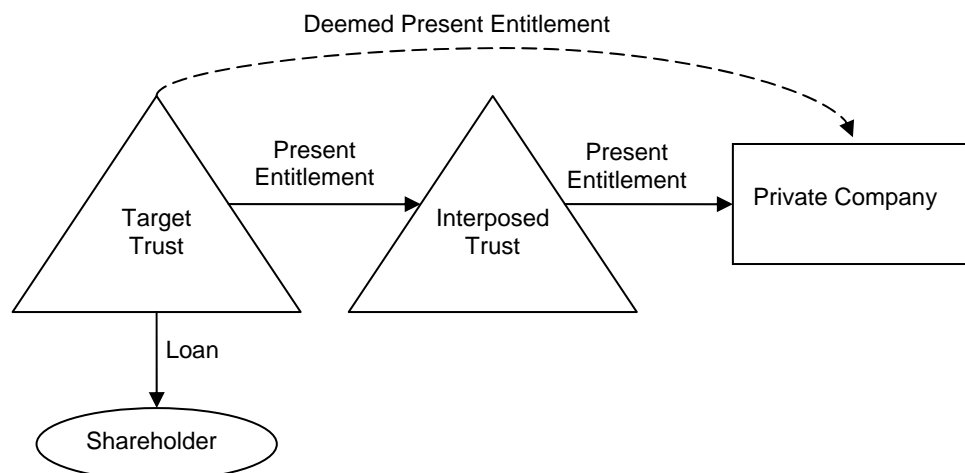 Deemed Present Entitlement
Present
Entitlement
Present
Entitlement
Private Company
Target
Trust
Interposed
Trust
Loan
Shareholder